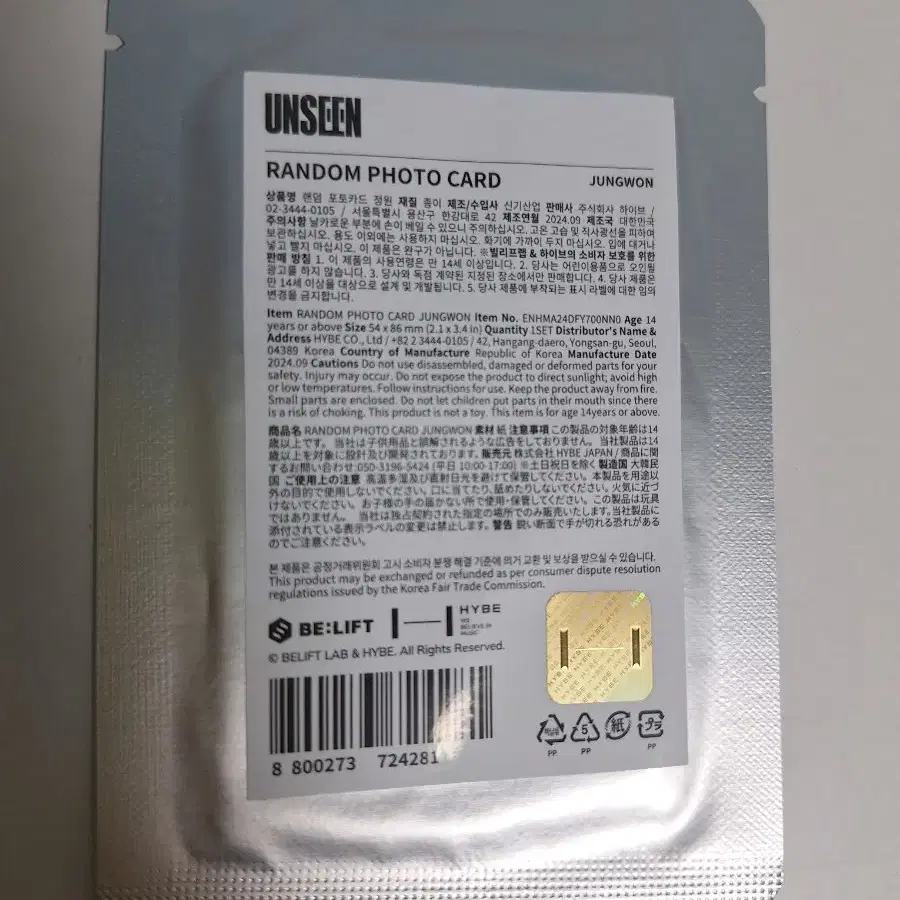 UNSEEN
RANDOM PHOTO CARD
JUNGWON
상품명 랜덤 포토카드 정원 재질 종이 제조/수입사 신기산업 판매사 주식회사 하이브 /
02-3444-0105 / 서울특별시 용산구 한강대로 42 제조연월 2024.09 제조국 대한민국
주의사항 날카로운 부분에 손이 베일 수 있으니 주의하십시오. 고온 고습 및 직사광선을 피하여
보관하십시오. 용도 이외에는 사용하지 마십시오. 화기에 가까이 두지 마십시오. 입에 대거나
넣고 빨지 마십시오. 이 제품은 완구가 아닙니다. ※빌리프랩 & 하이브의 소비자 보호를 위한
판매 방침 1. 이 제품의 사용연령은 만 14세 이상입니다. 2. 당사는 어린이용품으로 오인될
광고를 하지 않습니다. 3. 당사와 독점 계약된 지정된 장소에서만 판매합니다. 4. 당사 제품은
만 14세 이상을 대상으로 설계 및 개발됩니다. 5. 당사 제품에 부착되는 표시 라벨에 대한 임의
변경을 금지합니다.
Item RANDOM PHOTO CARD JUNGWON Item No. ENHMA24DFY700NN0 Age 14
years or above Size 54 x 86 mm (2.1 x 3.4 in) Quantity 1SET Distributor's Name &
Address HYBE CO., Ltd / +82 2 3444-0105 / 42, Hangang-daero, Yongsan-gu, Seoul,
04389 Korea Country of Manufacture Republic of Korea Manufacture Date
2024.09 Cautions Do not use disassembled, damaged or deformed parts for your
safety. Injury may occur. Do not expose the product to direct sunlight; avoid high
or low temperatures. Follow instructions for use. Keep the product away from fire.
Small parts are enclosed. Do not let children put parts in their mouth since there
is a risk of choking. This product is not a toy. This item is for age 14years or above.
商品名 RANDOM PHOTO CARD JUNGWON 素材 紙 注意事項 この製品の対象年齢は14
歳以上です。 当社は子供用品と誤解されるような広告をしておりません。 当社製品は14
歳以上を対象に設計及び開発されております。 販売元 株式会社 HYBE JAPAN / 商品に関
するお問い合わせ:050-3196-5424 (平日 10:00-17:00) ※土日祝日を除く 製造国 大韓民
国 ご使用上の注意 高温多湿及び直射日光を避けて保管してください。本製品を用途以
外の目的で使用しないでください。口に当てたり、舐めたりしないでください。火気に近づ
けないでください。お子様の手の届かない所で使用・保管してください。この製品は玩具
ではありません。 当社は独占契約された指定の場所でのみ販売いたします。当社製品に
添付されている表示ラベルの変更は禁止します。警告 鋭い断面で手が切れる恐れがある
のでご注意ください。
본 제품은 공정거래위원회 고시 소비자 분쟁 해결 기준에 의거 교환 및 보상을 받으실 수 있습니다.
This product may be exchanged or refunded as per consumer dispute resolution
regulations issued by the Korea Fair Trade Commission.
BE:LIFT
HYBE
WE
BELIEVE IN
MUSIC
© BELIFT LAB & HYBE. All Rights Reserved.
8 800273 724281
HYBE HYBE HYBE
5
紙
プラ
PP
PP
PP